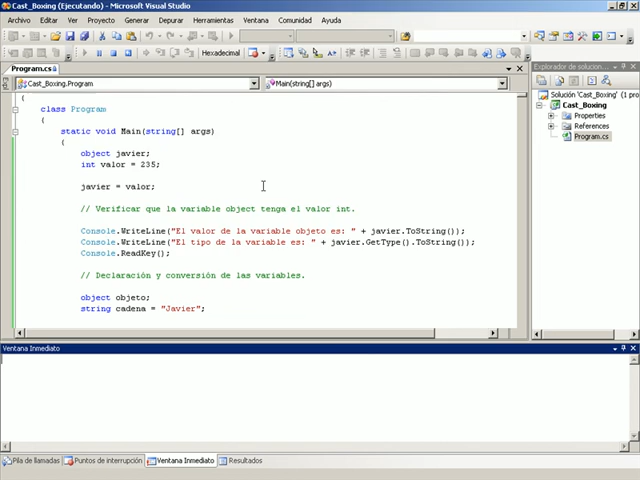 Cast_Boxing (Ejecutando) - Microsoft Visual Studio
Archivo Editar Ver Proyecto Generar Depurar Herramientas Ventana Comunidad Ayuda
Hexadecimal
Program.cs
Cast_Boxing.Program
Main(string[] args)
{
class Program
{
static void Main(string[] args)
{
object javier;
int valor = 235;
javier = valor;
// Verificar que la variable object tenga el valor int.
Console.WriteLine("El valor de la variable objeto es: " + javier.ToString());
Console.WriteLine("El tipo de la variable es: " + javier.GetType().ToString());
Console.ReadKey();
// Declaración y conversión de las variables.
object objeto;
string cadena = "Javier";
Explorador de soluciones
Solución 'Cast_Boxing' (1 pro
Cast_Boxing
Properties
References
Program.cs
Ventana Inmediato
Pila de llamadas Puntos de interrupción Ventana Inmediato Resultados